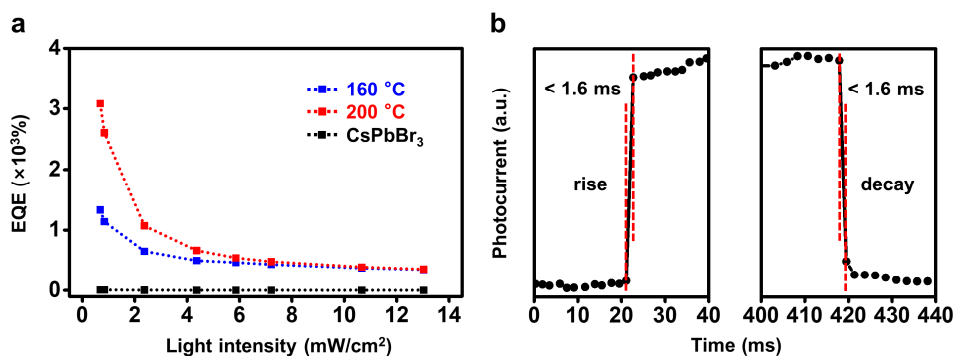 a
EQE (×10³%)
4
3
2
1
0
160 °C
200 °C
CsPbBr₃
0 2 4 6 8 10 12 14
Light intensity (mW/cm²)
b
Photocurrent (a.u.)
< 1.6 ms
rise
0 10 20 30 40
< 1.6 ms
decay
400 410 420 430 440
Time (ms)